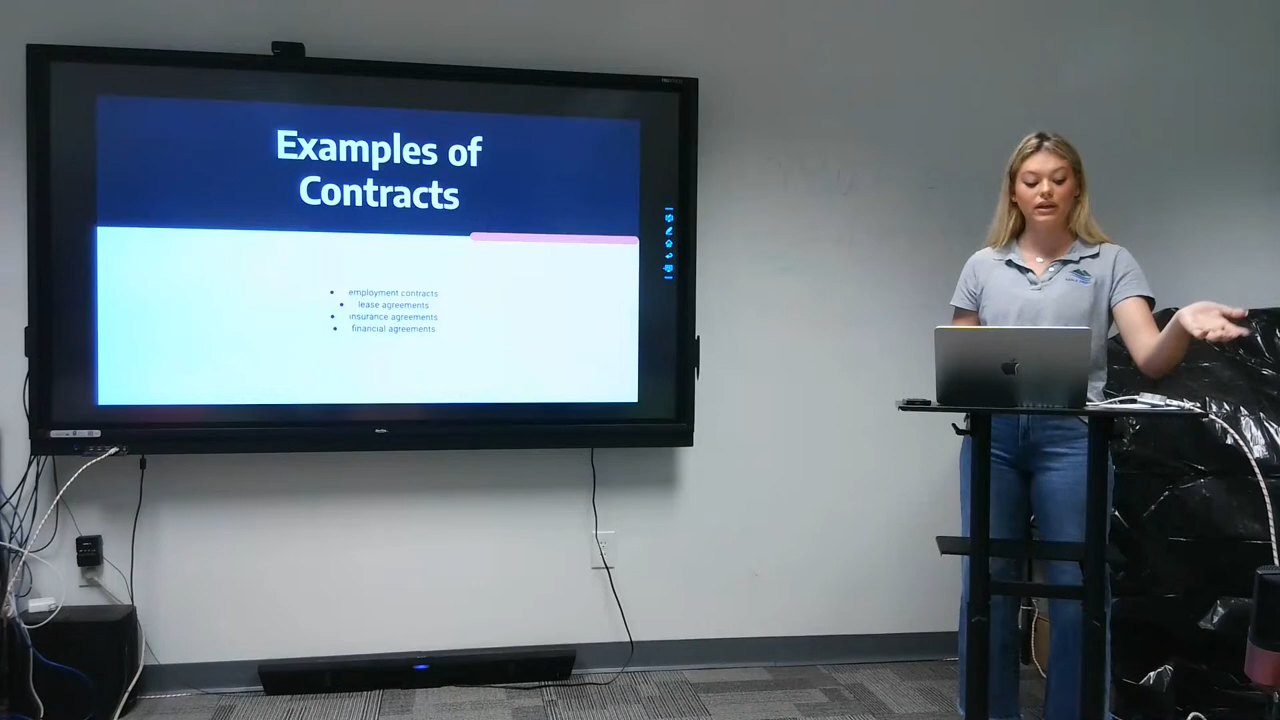 Examples of
Contracts
• employment contracts
• lease agreements
• insurance agreements
• financial agreements